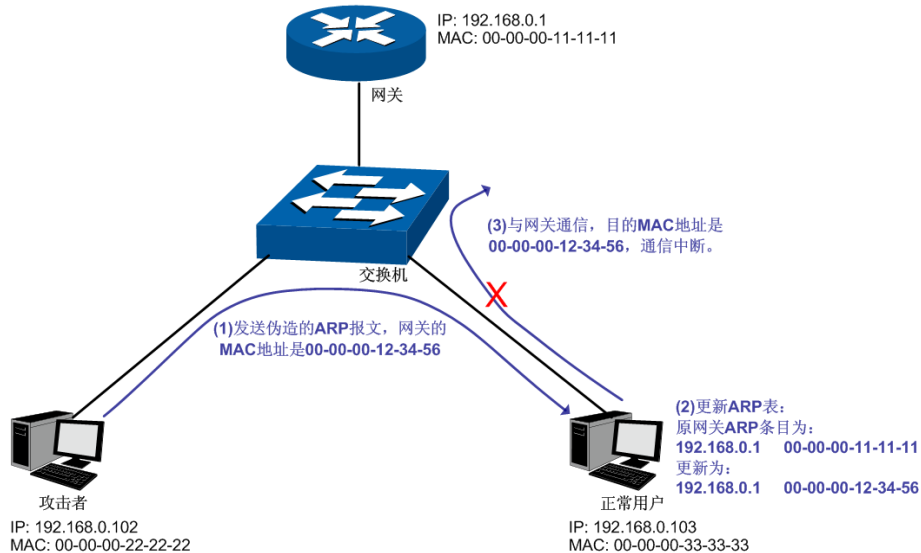 IP: 192.168.0.1
MAC: 00-00-00-11-11-11
网关
(3)与网关通信，目的MAC地址是
00-00-00-12-34-56，通信中断。
交换机
X
(1)发送伪造的ARP报文，网关的
MAC地址是00-00-00-12-34-56
(2)更新ARP表：
原网关ARP条目为：
192.168.0.1 00-00-00-11-11-11
更新为：
192.168.0.1 00-00-00-12-34-56
攻击者
IP: 192.168.0.102
MAC: 00-00-00-22-22-22
正常用户
IP: 192.168.0.103
MAC: 00-00-00-33-33-33